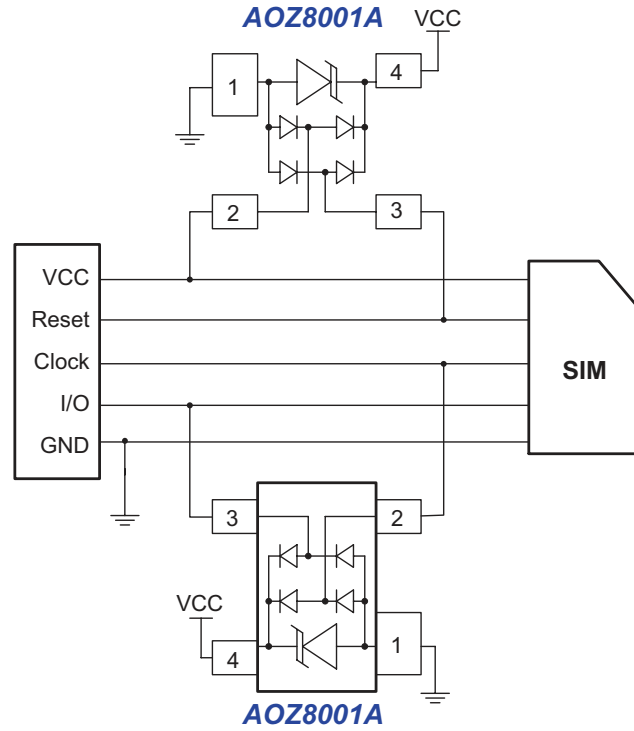 AOZ8001A
VCC
1
4
2
3
VCC
Reset
Clock
I/O
GND
SIM
3
2
VCC
4
1
AOZ8001A